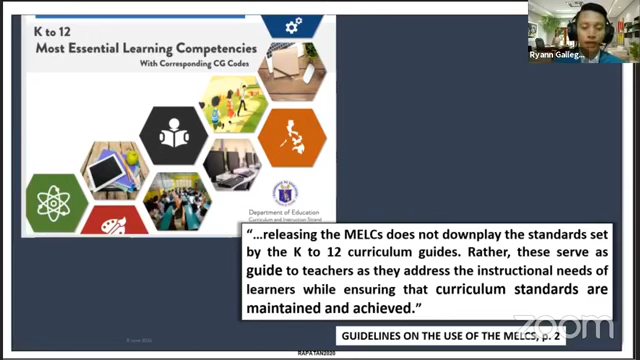 K to 12
Most Essential Learning Competencies
With Corresponding CG Codes
Department of Education
Curriculum and Instruction Strand
Ryann Galleg...
“…releasing the MELCs does not downplay the standards set
by the K to 12 curriculum guides. Rather, these serve as
guide to teachers as they address the instructional needs of
learners while ensuring that curriculum standards are
maintained and achieved.”
zoom
GUIDELINES ON THE USE OF THE MELCS, p. 2
6 June 2020
RAPATAN2020